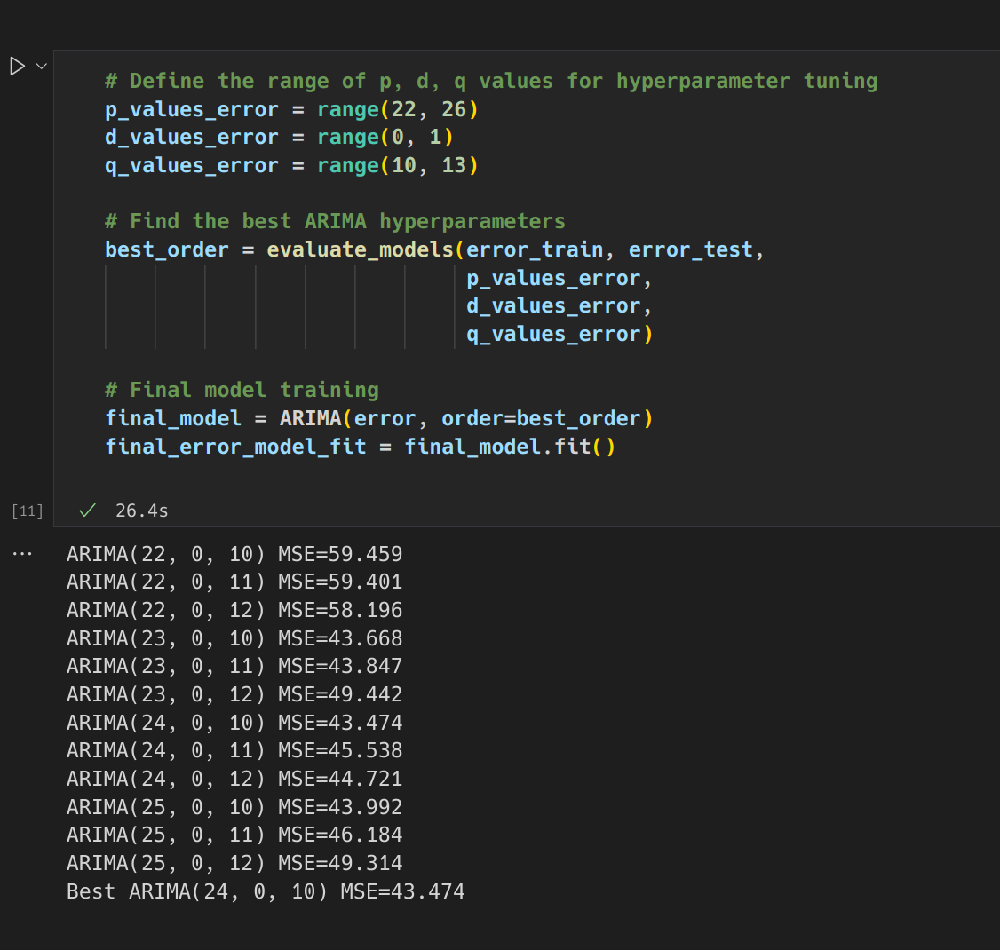 # Define the range of p, d, q values for hyperparameter tuning
p_values_error = range(22, 26)
d_values_error = range(0, 1)
q_values_error = range(10, 13)
# Find the best ARIMA hyperparameters
best_order = evaluate_models(error_train, error_test,
p_values_error,
d_values_error,
q_values_error)
# Final model training
final_model = ARIMA(error, order=best_order)
final_error_model_fit = final_model.fit()
[11] ✓ 26.4s
... ARIMA(22, 0, 10) MSE=59.459
ARIMA(22, 0, 11) MSE=59.401
ARIMA(22, 0, 12) MSE=58.196
ARIMA(23, 0, 10) MSE=43.668
ARIMA(23, 0, 11) MSE=43.847
ARIMA(23, 0, 12) MSE=49.442
ARIMA(24, 0, 10) MSE=43.474
ARIMA(24, 0, 11) MSE=45.538
ARIMA(24, 0, 12) MSE=44.721
ARIMA(25, 0, 10) MSE=43.992
ARIMA(25, 0, 11) MSE=46.184
ARIMA(25, 0, 12) MSE=49.314
Best ARIMA(24, 0, 10) MSE=43.474